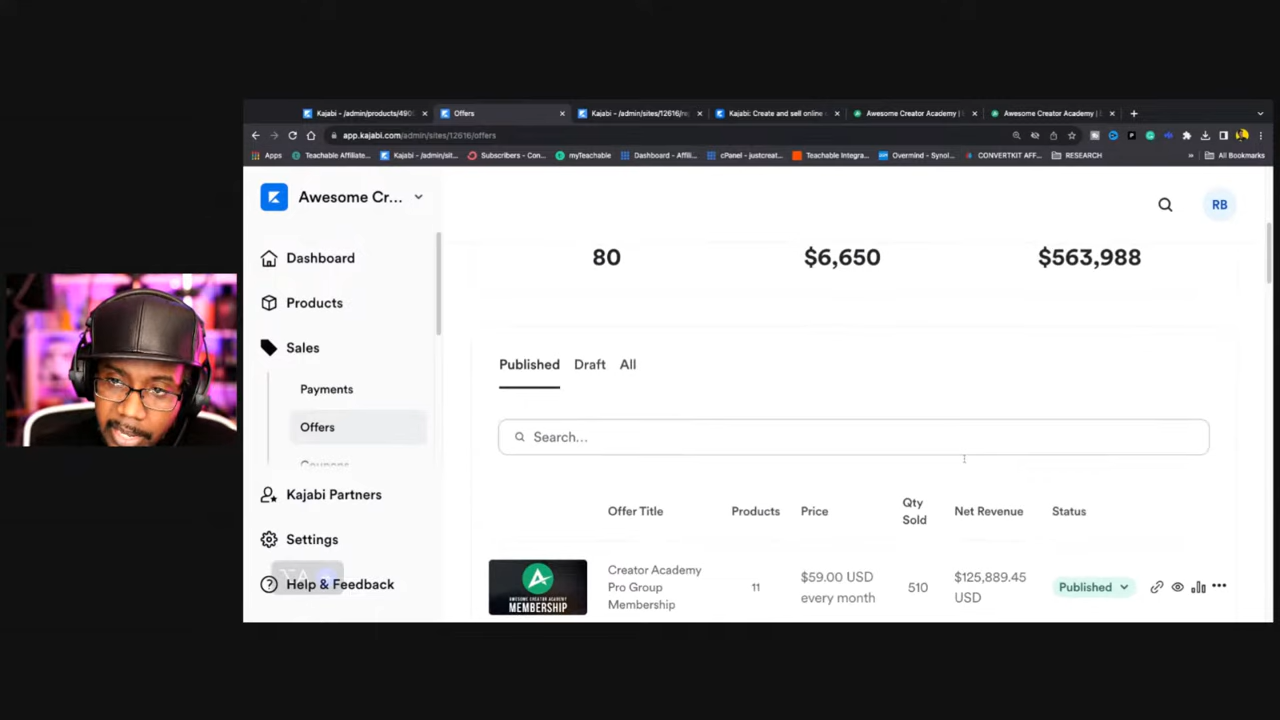 Kajabi - /admin/products/490
Offers
Kajabi - /admin/sites/12616/re
Kajabi: Create and sell online
Awesome Creator Academy |
Awesome Creator Academy |
app.kajabi.com/admin/sites/12616/offers
Apps
Teachable Affiliate...
Kajabi - /admin/sit...
Subscribers - Con...
myTeachable
Dashboard - Affili...
cPanel - justcreat...
Teachable Integra...
Overmind - Synol...
CONVERTKIT AFF...
RESEARCH
»
All Bookmarks
Awesome Cr...
RB
Dashboard
Products
Sales
Payments
Offers
Coupons
Kajabi Partners
Settings
Help & Feedback
80
$6,650
$563,988
Published
Draft
All
Search...
Offer Title
Products
Price
Qty
Sold
Net Revenue
Status
AWESOME CREATOR ACADEMY
MEMBERSHIP
Creator Academy
Pro Group
Membership
11
$59.00 USD
every month
510
$125,889.45
USD
Published